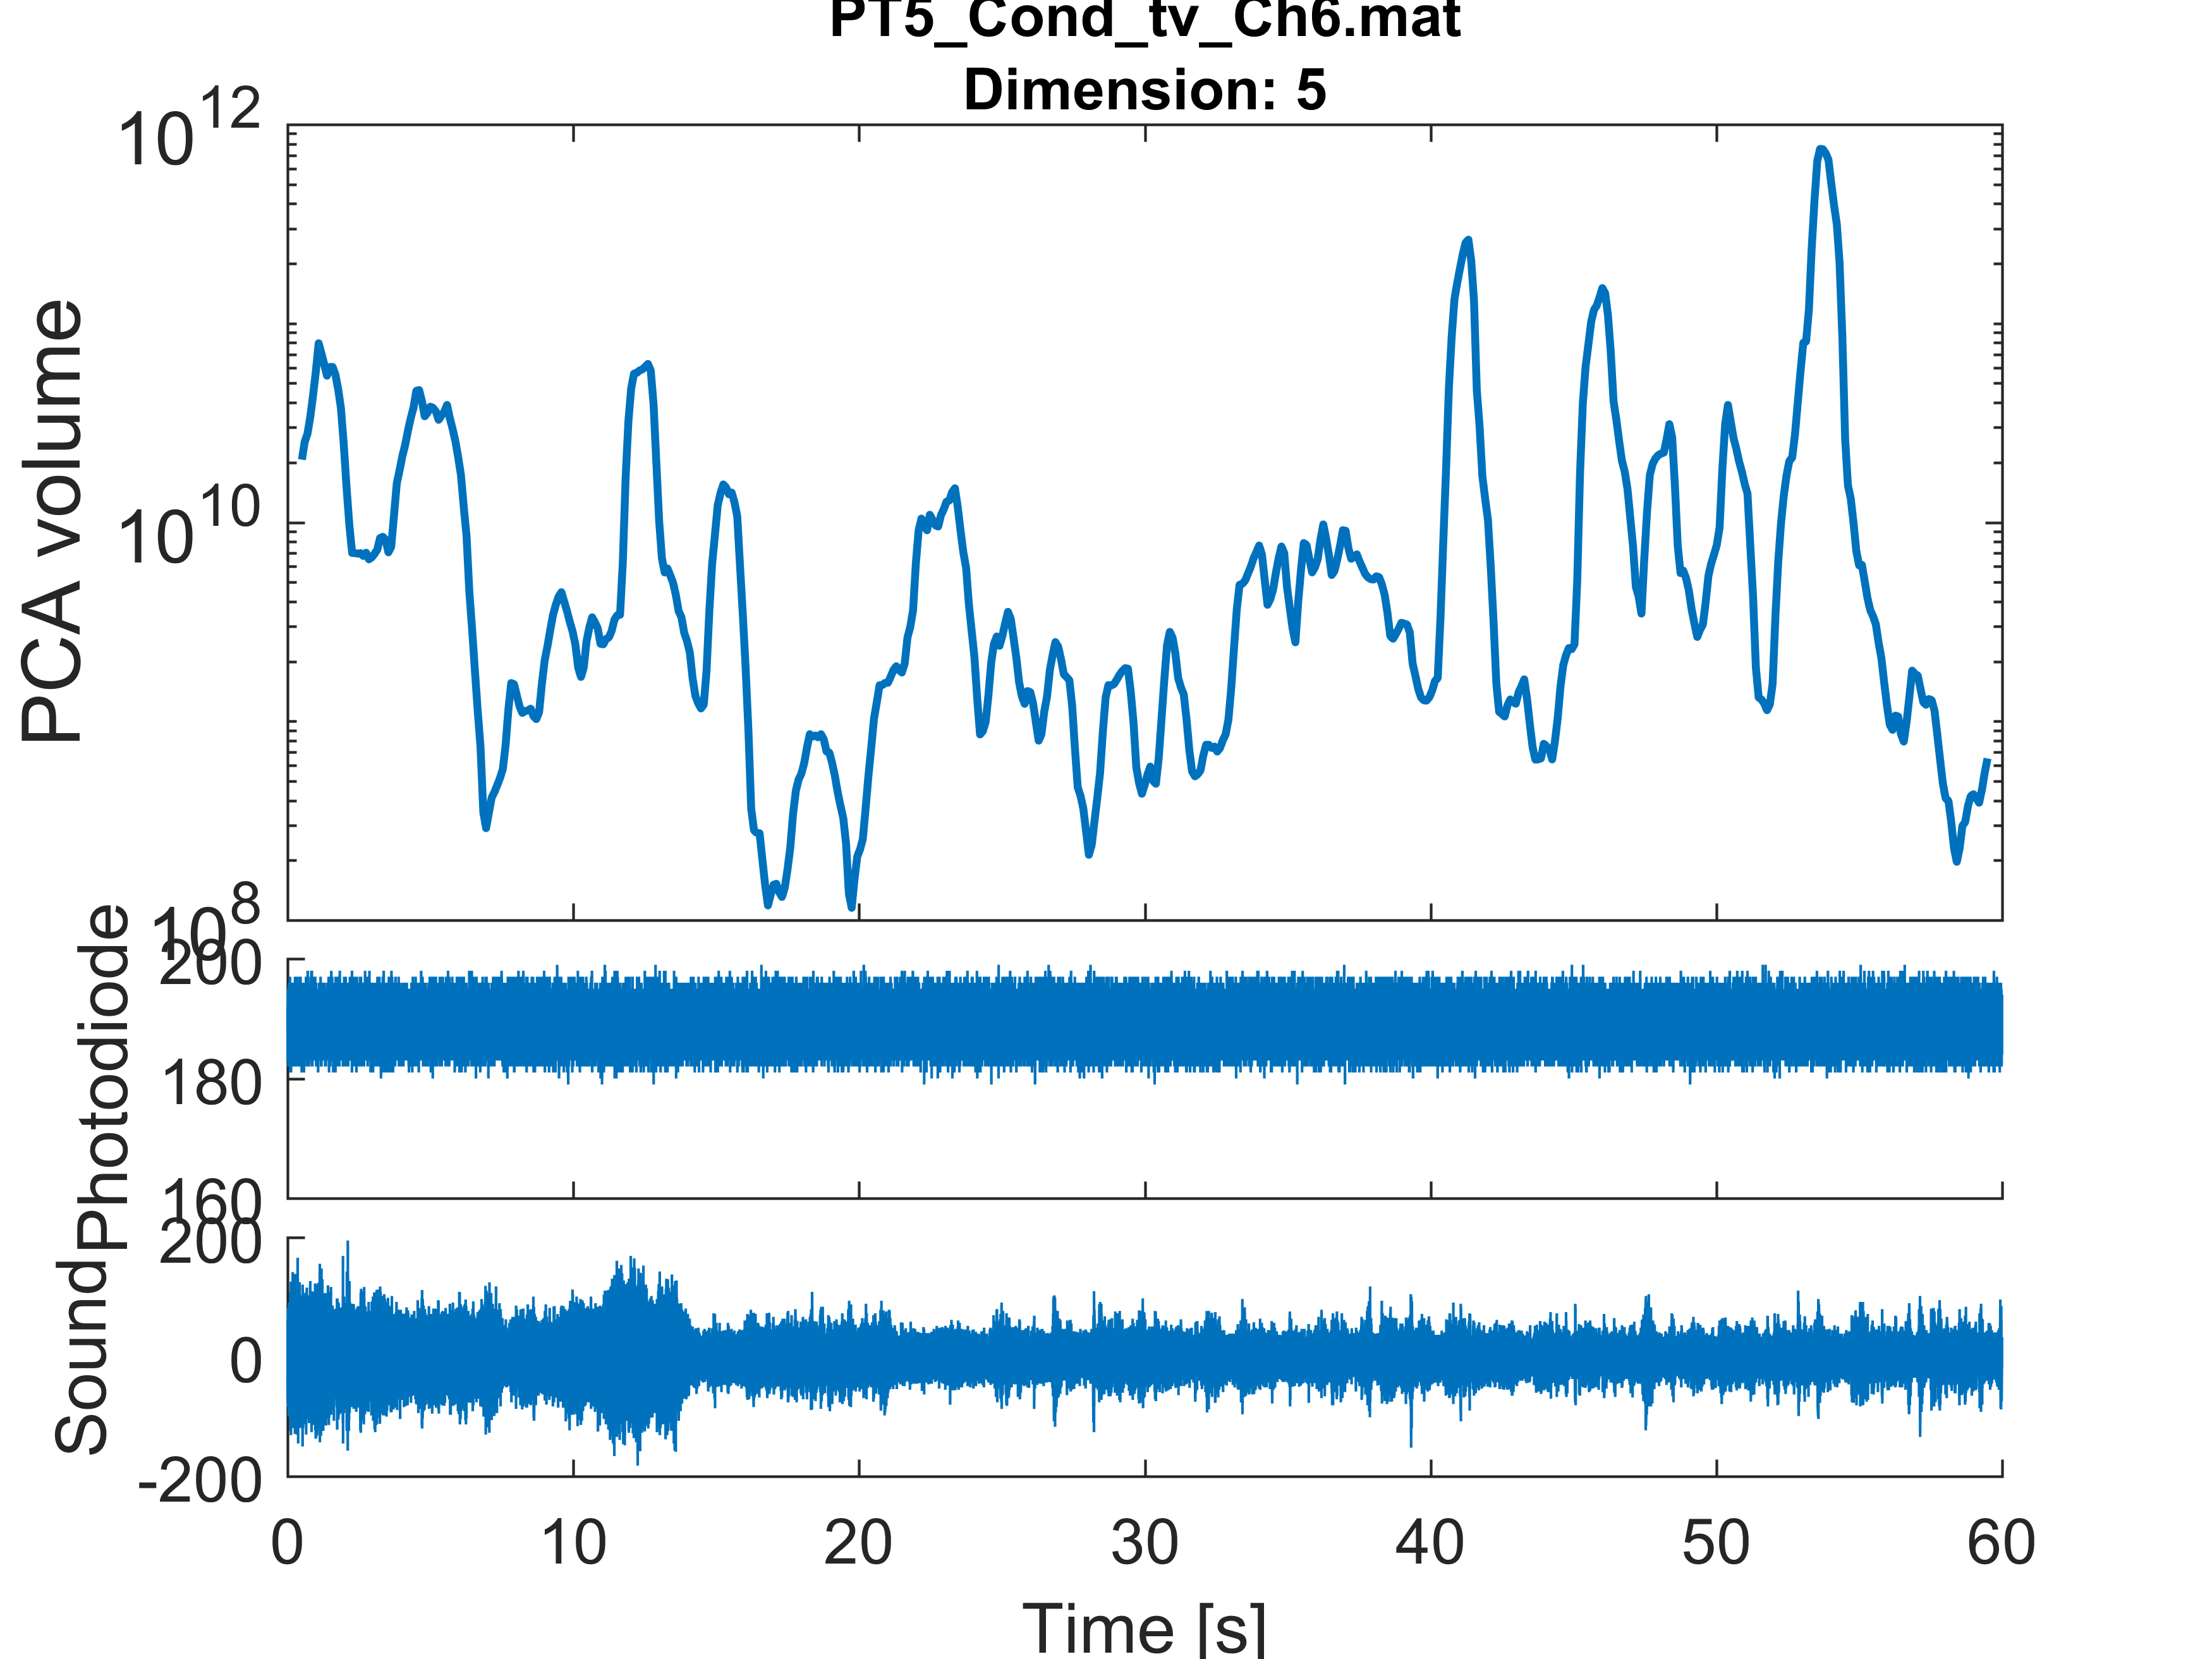 PT5_Cond_tv_Ch6.mat
Dimension: 5
10^12
10^10
10^8
PCA volume
200
180
160
Photodiode
200
0
-200
Sound
0 10 20 30 40 50 60
Time [s]